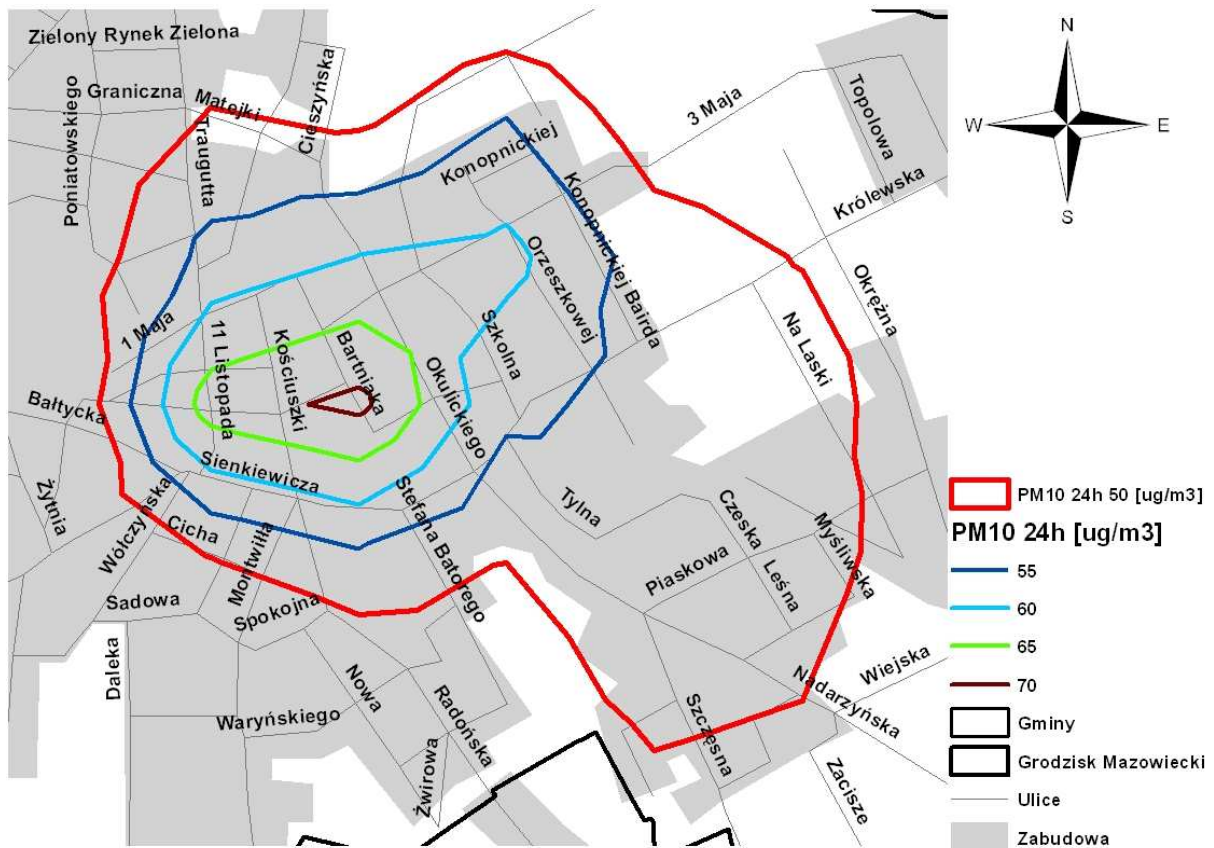 Zielony Rynek Zielona
Graniczna
Matejki
Cieszyńska
Poniatowskiego
Traugutta
3 Maja
Topolowa
Konopnickiej
Królewska
Konopnickiej Bairda
Orzeszkowej
Okrężna
1 Maja
11 Listopada
Kościuszki
Bartniaka
Szkolna
Okulickiego
Na Laski
Bałtycka
Sienkiewicza
Żytnia
Wólczyńska
Cicha
Montwiłła
Stefana Batorego
Tylna
Czeska
Myśliwska
Piaskowa
Leśna
Sadowa
Spokojna
Daleka
Nowa
Radońska
Waryńskiego
Żwirowa
Szczęsna
Nadarzyńska
Wiejska
Zacisze
N
W
E
S
PM10 24h 50 [ug/m3]
PM10 24h [ug/m3]
55
60
65
70
Gminy
Grodzisk Mazowiecki
Ulice
Zabudowa